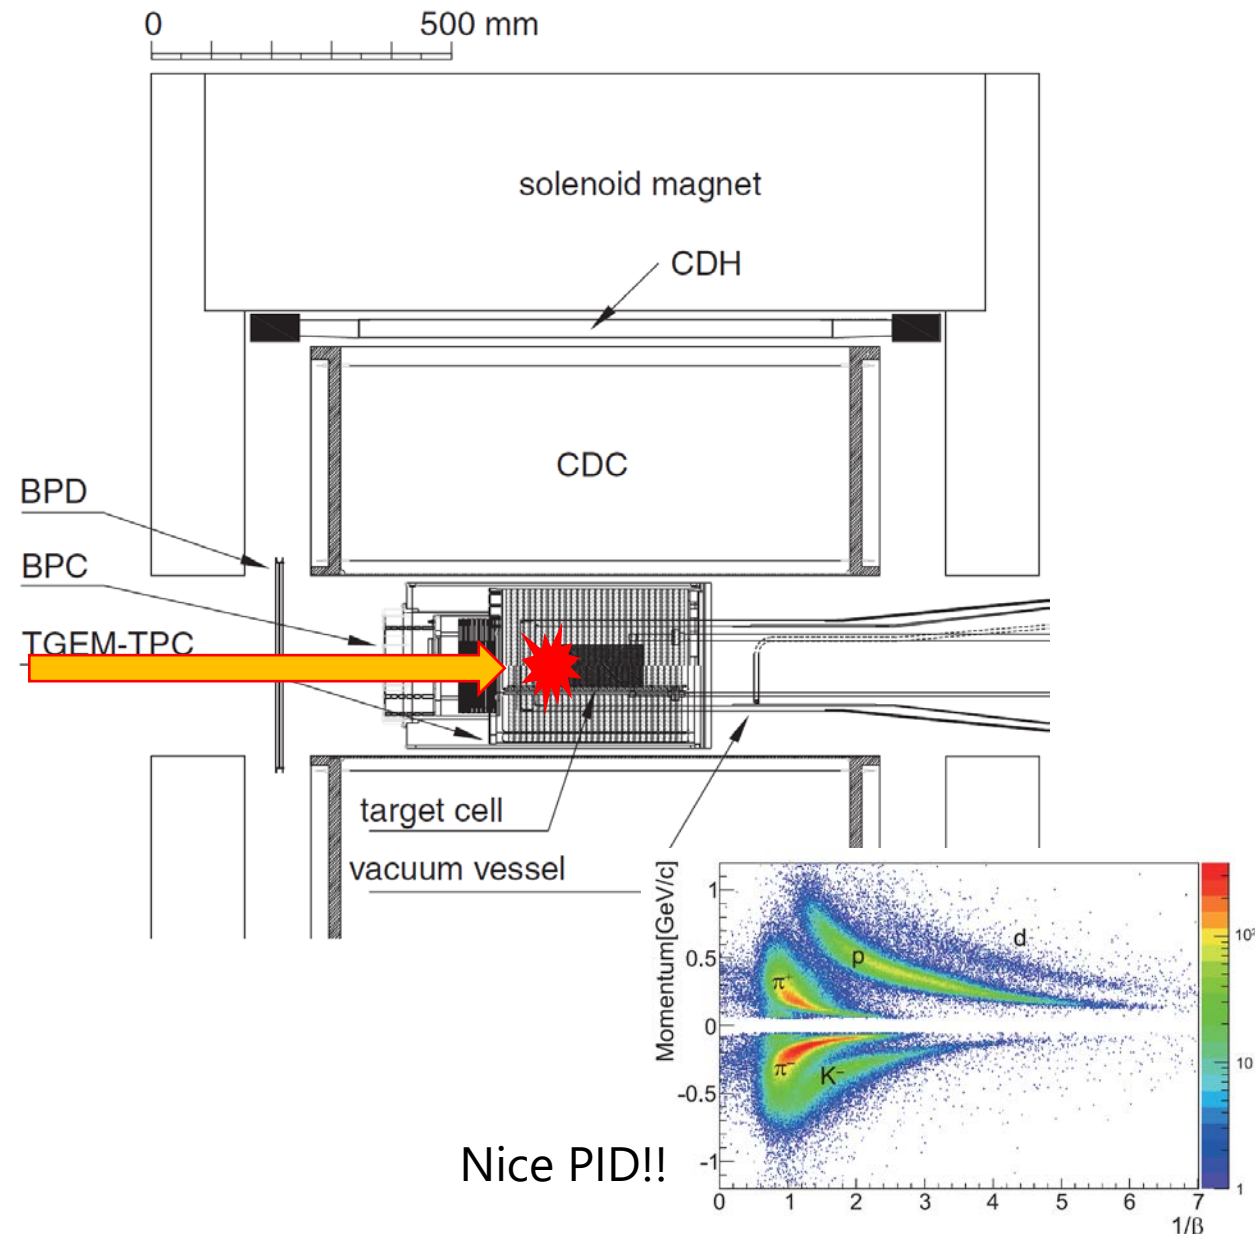 0 500 mm
solenoid magnet
CDH
CDC
BPD
BPC
TGEM-TPC
target cell
vacuum vessel
Momentum[GeV/c]
1
0.5
0
-0.5
-1
π⁺
p
d
π⁻
K⁻
10²
10
1
0 1 2 3 4 5 6 7
1/β
Nice PID!!